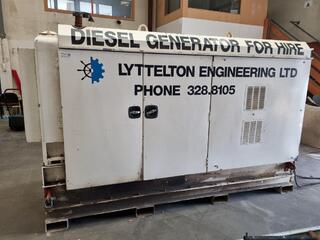 DIESEL GENERATOR FOR HIRE
LYTTELTON ENGINEERING LTD
PHONE 328.8105